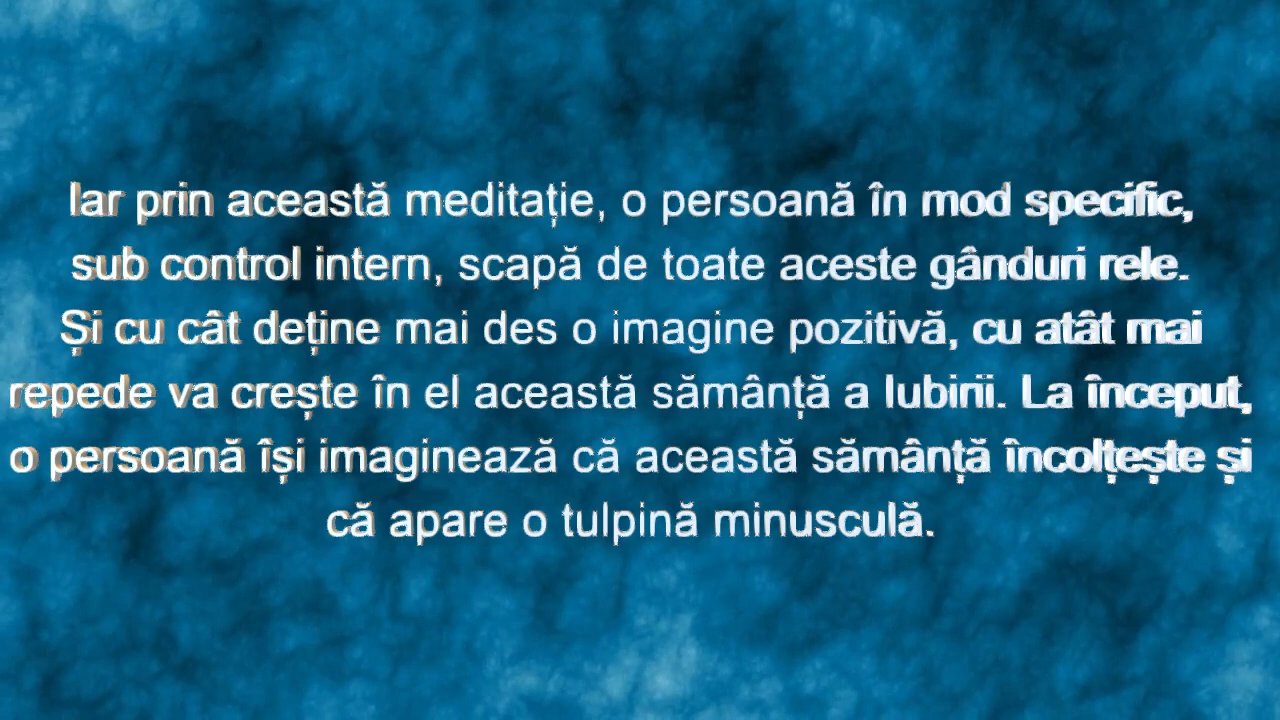 Iar prin această meditație, o persoană în mod specific,
sub control intern, scapă de toate aceste gânduri rele.
Și cu cât deține mai des o imagine pozitivă, cu atât mai
repede va crește în el această sămânță a Iubirii. La început,
o persoană își imaginează că această sămânță încolțește și
că apare o tulpină minusculă.